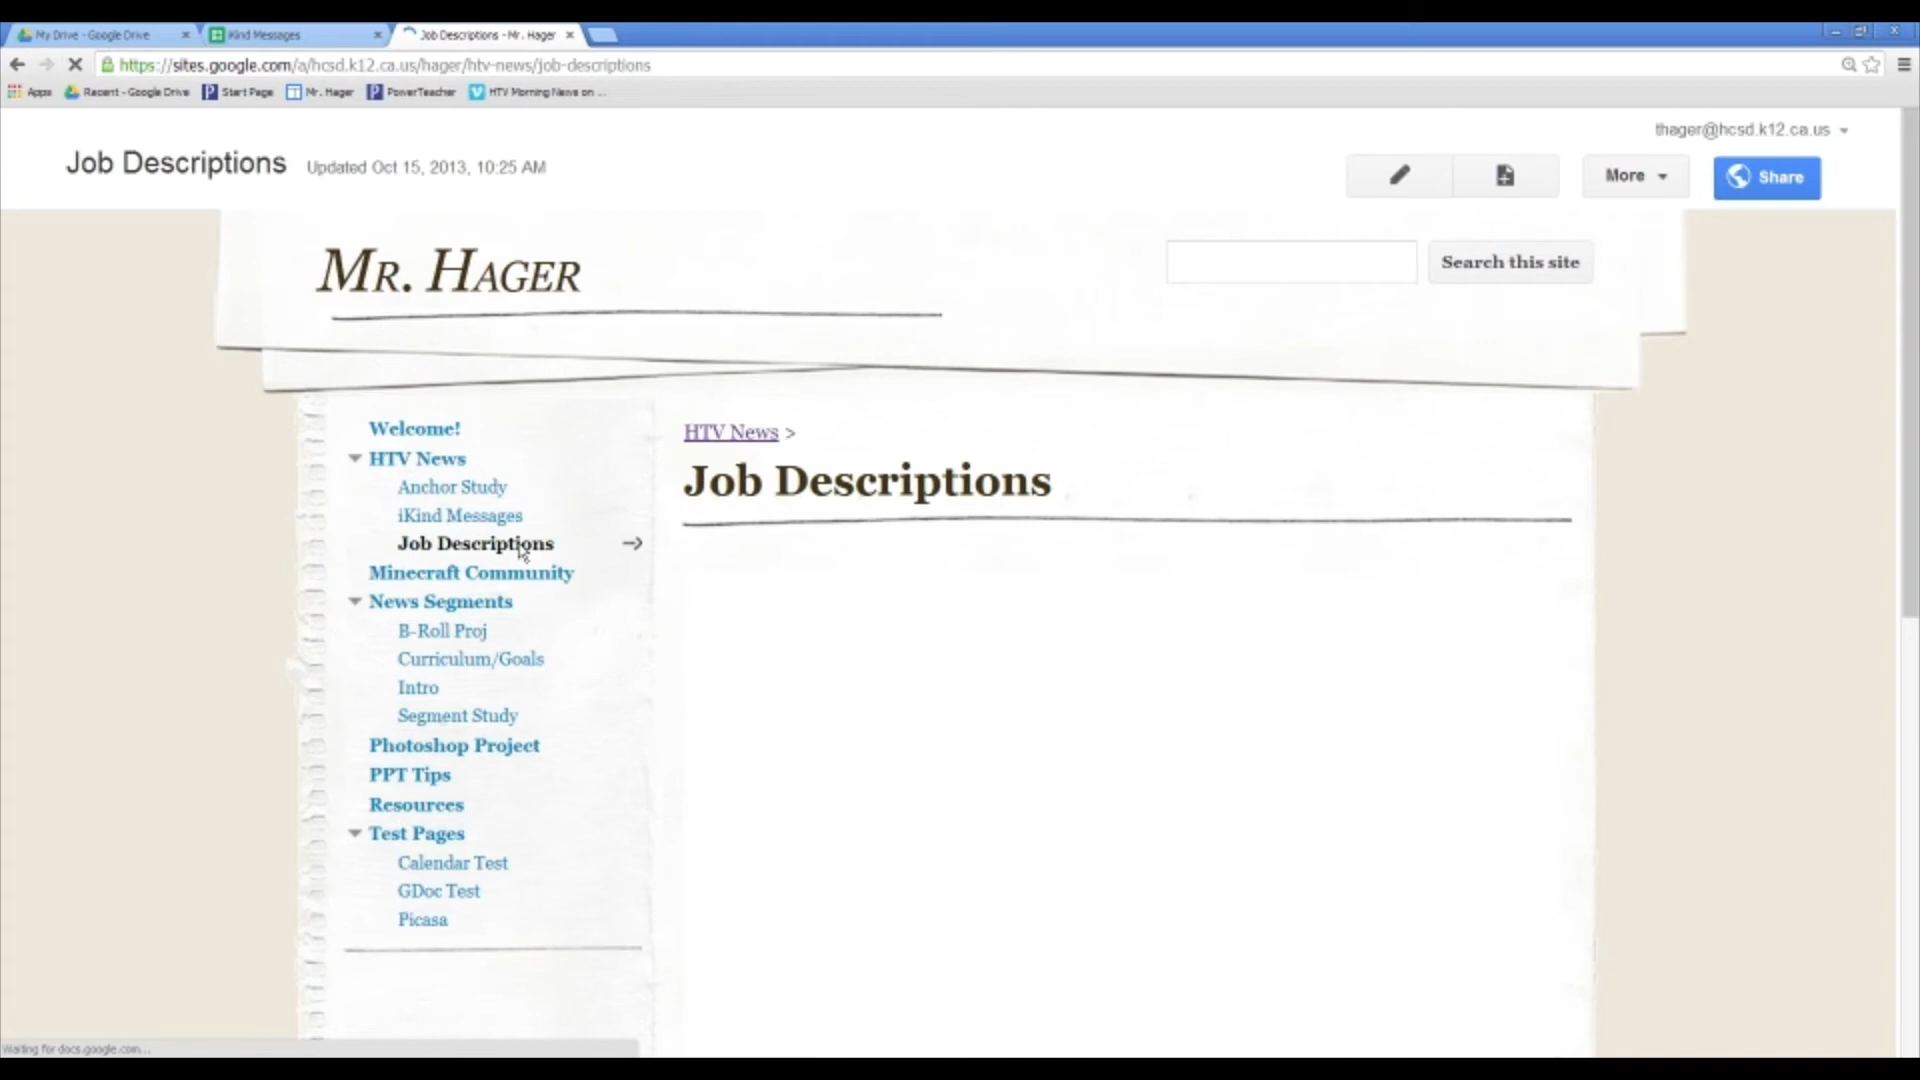 My Drive - Google Drive
iKind Messages
Job Descriptions - Mr. Hager
https://sites.google.com/a/hcsd.k12.ca.us/hager/htv-news/job-descriptions
Apps
Recent - Google Drive
Start Page
Mr. Hager
PowerTeacher
HTV Morning News on ...
thager@hcsd.k12.ca.us
Job Descriptions
Updated Oct 15, 2013, 10:25 AM
More
Share
Mr. Hager
Search this site
Welcome!
HTV News
Anchor Study
iKind Messages
Job Descriptions
Minecraft Community
News Segments
B-Roll Proj
Curriculum/Goals
Intro
Segment Study
Photoshop Project
PPT Tips
Resources
Test Pages
Calendar Test
GDoc Test
Picasa
HTV News >
Job Descriptions
Waiting for docs.google.com...